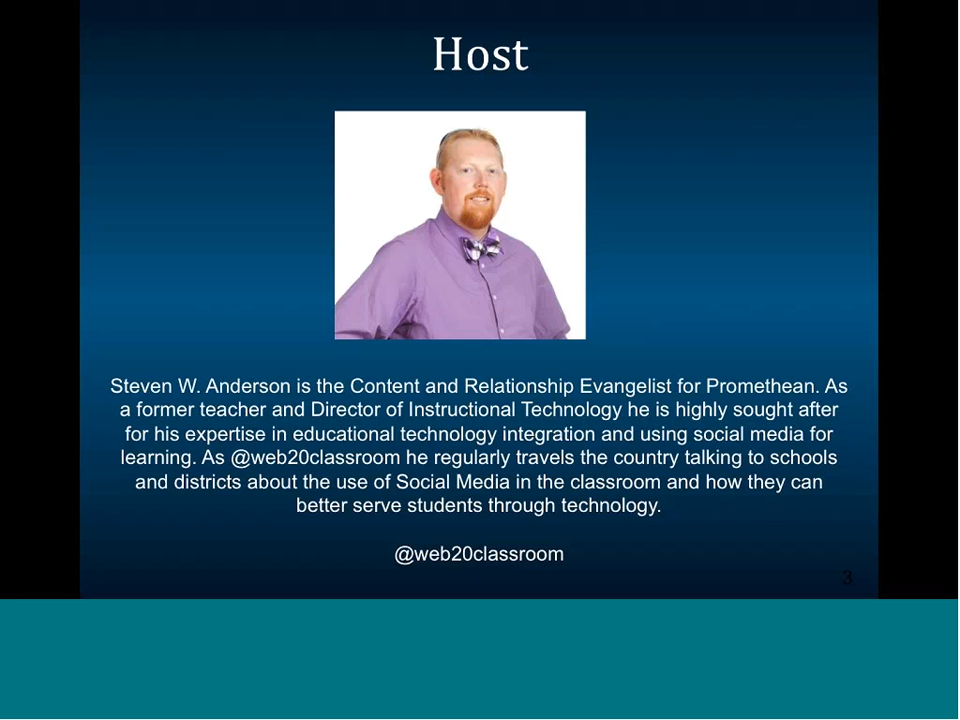 Host
Steven W. Anderson is the Content and Relationship Evangelist for Promethean. As
a former teacher and Director of Instructional Technology he is highly sought after
for his expertise in educational technology integration and using social media for
learning. As @web20classroom he regularly travels the country talking to schools
and districts about the use of Social Media in the classroom and how they can
better serve students through technology.
@web20classroom
3